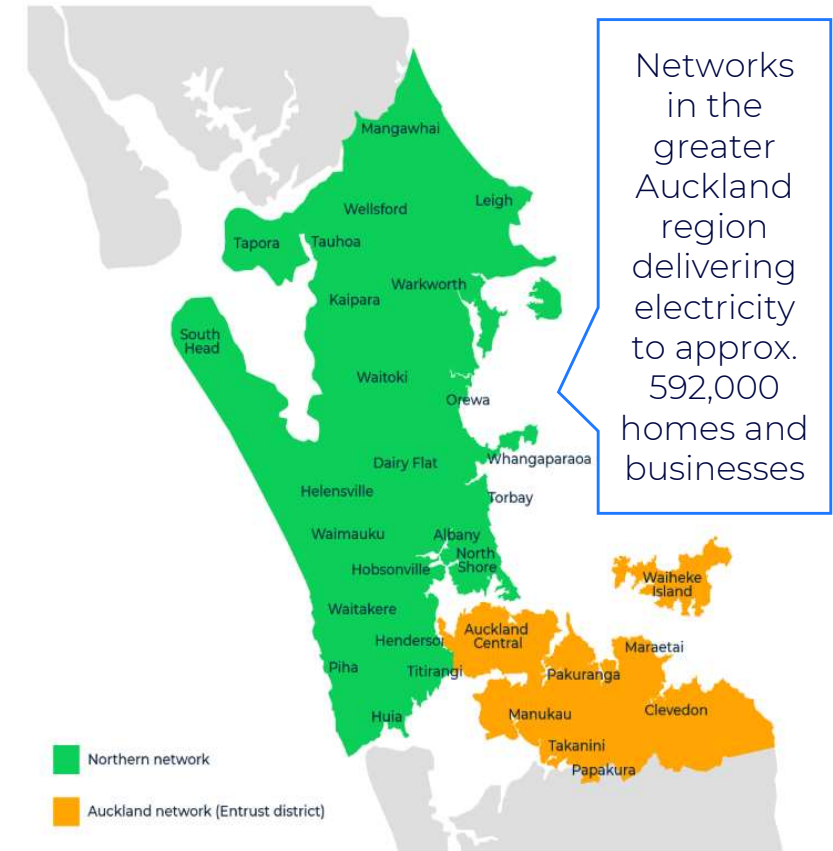 Networks
in the
greater
Auckland
region
delivering
electricity
to approx.
592,000
homes and
businesses
Mangawhai
Wellsford
Leigh
Tapora
Tauhoa
Warkworth
Kaipara
South
Head
Waitoki
Orewa
Dairy Flat
Whangaparaoa
Helensville
Torbay
Waimauku
Albany
North
Shore
Hobsonville
Waiheke
Island
Waitakere
Auckland
Central
Henderson
Maraetai
Piha
Titirangi
Pakuranga
Huia
Manukau
Clevedon
Takanini
Papakura
Northern network
Auckland network (Entrust district)